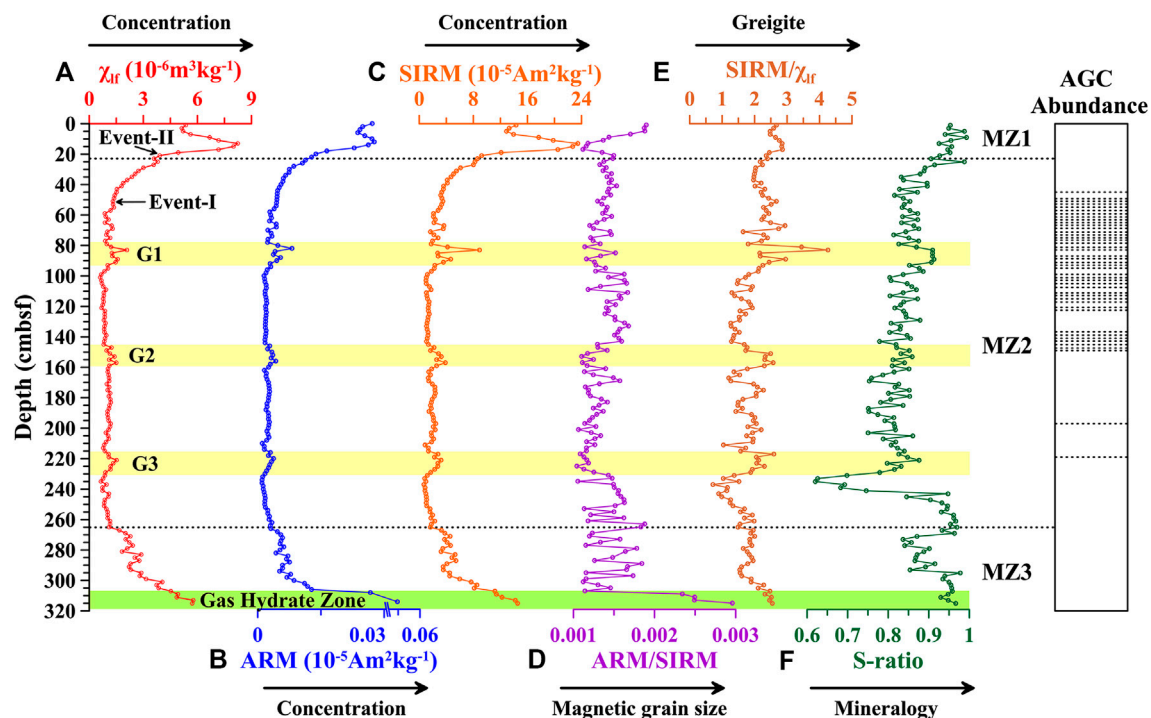 Concentration
Concentration
Greigite
A
χlf (10-6m3kg-1)
C
SIRM (10-5Am2kg-1)
E
SIRM/χlf
AGC
Abundance
0 3 6 9
0 8 16 24
0 1 2 3 4 5
Depth (cmbsf)
0
20
40
60
80
100
120
140
160
180
200
220
240
260
280
300
320
Event-II
Event-I
G1
G2
G3
Gas Hydrate Zone
MZ1
MZ2
MZ3
0 0.03 0.06
0.001 0.002 0.003
0.6 0.7 0.8 0.9 1
B
ARM (10-5Am2kg-1)
D
ARM/SIRM
F
S-ratio
Concentration
Magnetic grain size
Mineralogy